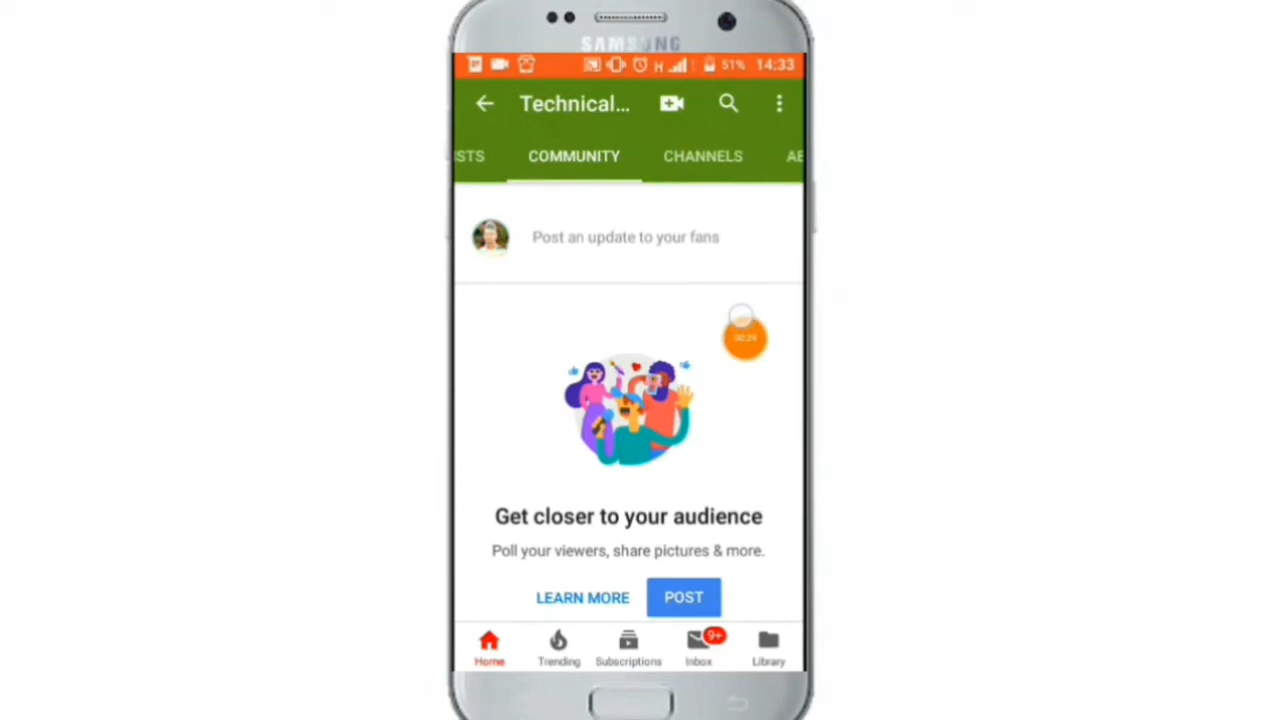 SAMSUNG
H 51% 14:33
Technical...
STS COMMUNITY CHANNELS AB
Post an update to your fans
Get closer to your audience
Poll your viewers, share pictures & more.
LEARN MORE POST
9+
Home Trending Subscriptions Inbox Library